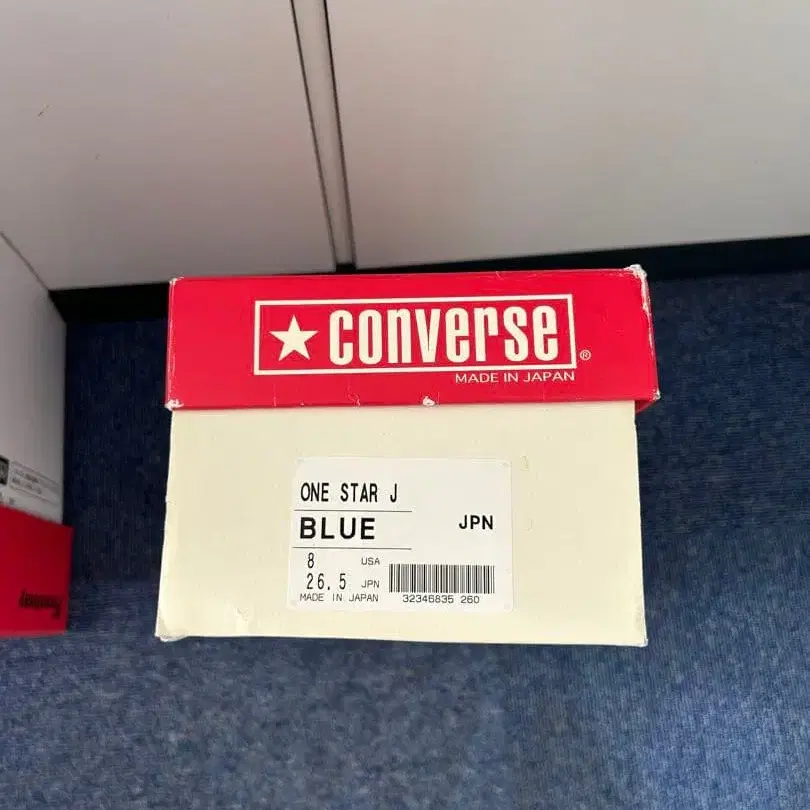 ★ converse ®
MADE IN JAPAN
ONE STAR J
BLUE JPN
8 USA
26.5 JPN
MADE IN JAPAN 32346835 260